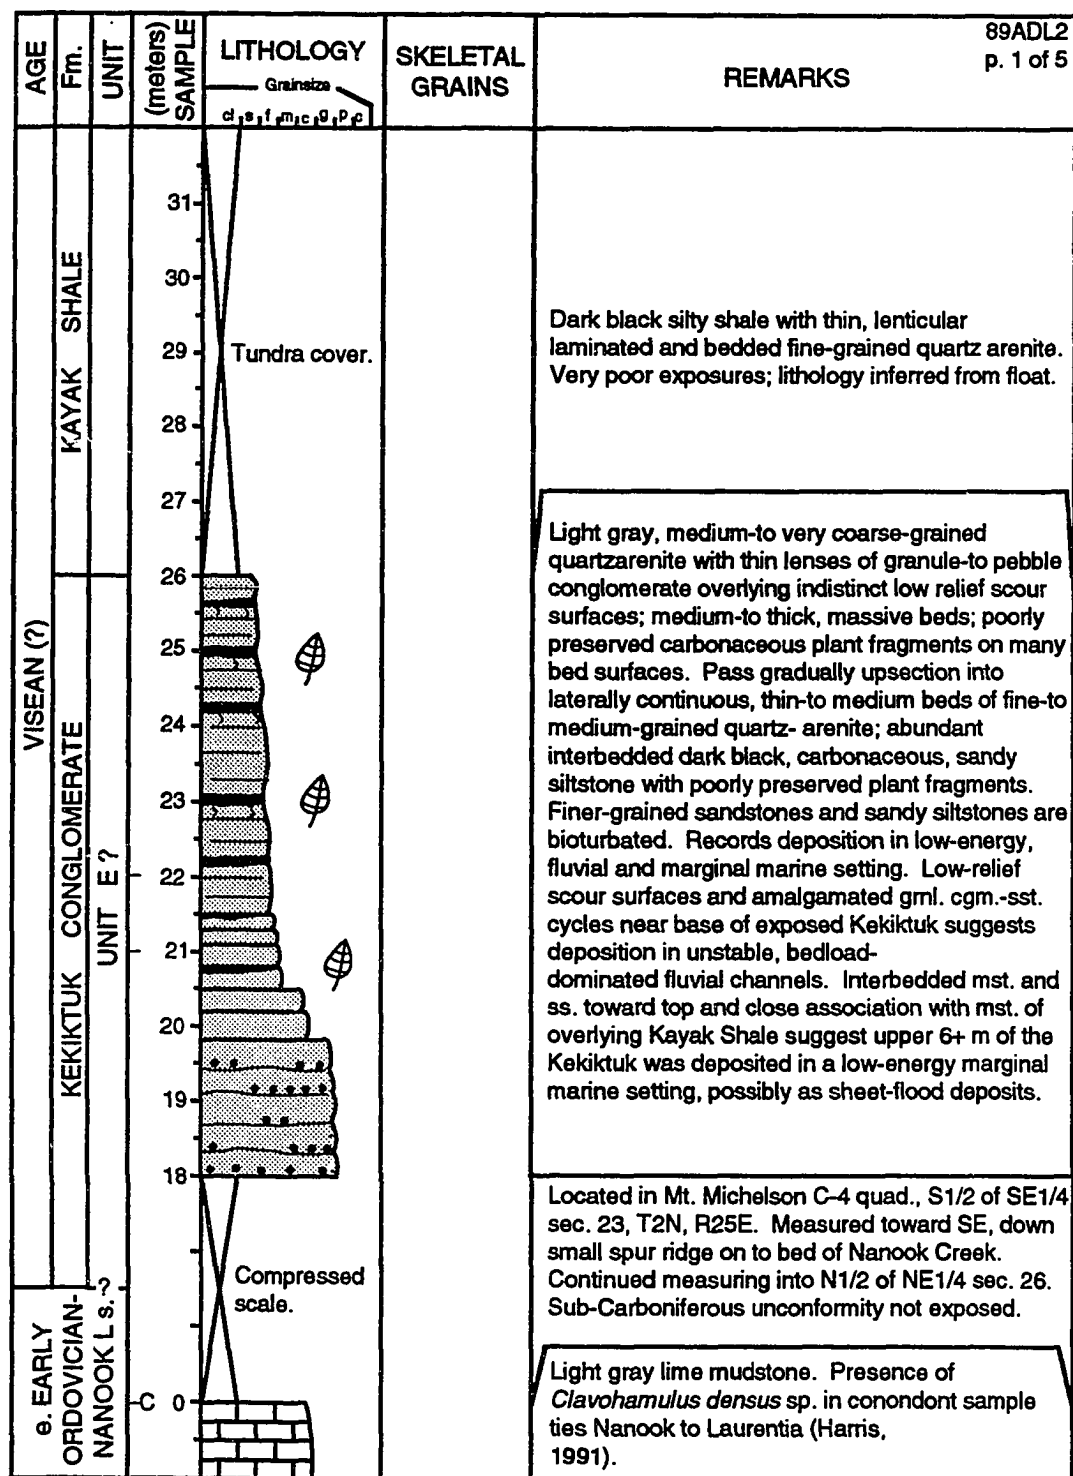 89ADL2
p. 1 of 5
AGE
Fm.
UNIT
(meters)
SAMPLE
LITHOLOGY
Grainsize
cl s f m c g p c
SKELETAL
GRAINS
REMARKS
VISEAN (?)
KAYAK SHALE
31
30
29
28
27
26
25
24
23
22
21
20
19
18
0
Tundra cover.
Dark black silty shale with thin, lenticular
laminated and bedded fine-grained quartz arenite.
Very poor exposures; lithology inferred from float.
KEKIKTUK CONGLOMERATE
UNIT E ?
Light gray, medium-to very coarse-grained
quartzarenite with thin lenses of granule-to pebble
conglomerate overlying indistinct low relief scour
surfaces; medium-to thick, massive beds; poorly
preserved carbonaceous plant fragments on many
bed surfaces. Pass gradually upsection into
laterally continuous, thin-to medium beds of fine-to
medium-grained quartz- arenite; abundant
interbedded dark black, carbonaceous, sandy
siltstone with poorly preserved plant fragments.
Finer-grained sandstones and sandy siltstones are
bioturbated. Records deposition in low-energy,
fluvial and marginal marine setting. Low-relief
scour surfaces and amalgamated grnl. cgm.-sst.
cycles near base of exposed Kekiktuk suggests
deposition in unstable, bedload-
dominated fluvial channels. Interbedded mst. and
ss. toward top and close association with mst. of
overlying Kayak Shale suggest upper 6+ m of the
Kekiktuk was deposited in a low-energy marginal
marine setting, possibly as sheet-flood deposits.
Located in Mt. Michelson C-4 quad., S1/2 of SE1/4
sec. 23, T2N, R25E. Measured toward SE, down
small spur ridge on to bed of Nanook Creek.
Continued measuring into N1/2 of NE1/4 sec. 26.
Sub-Carboniferous unconformity not exposed.
?
Compressed
scale.
e. EARLY
ORDOVICIAN-
NANOOK L s.
C
Light gray lime mudstone. Presence of
Clavohamulus densus sp. in conondont sample
ties Nanook to Laurentia (Harris,
1991).